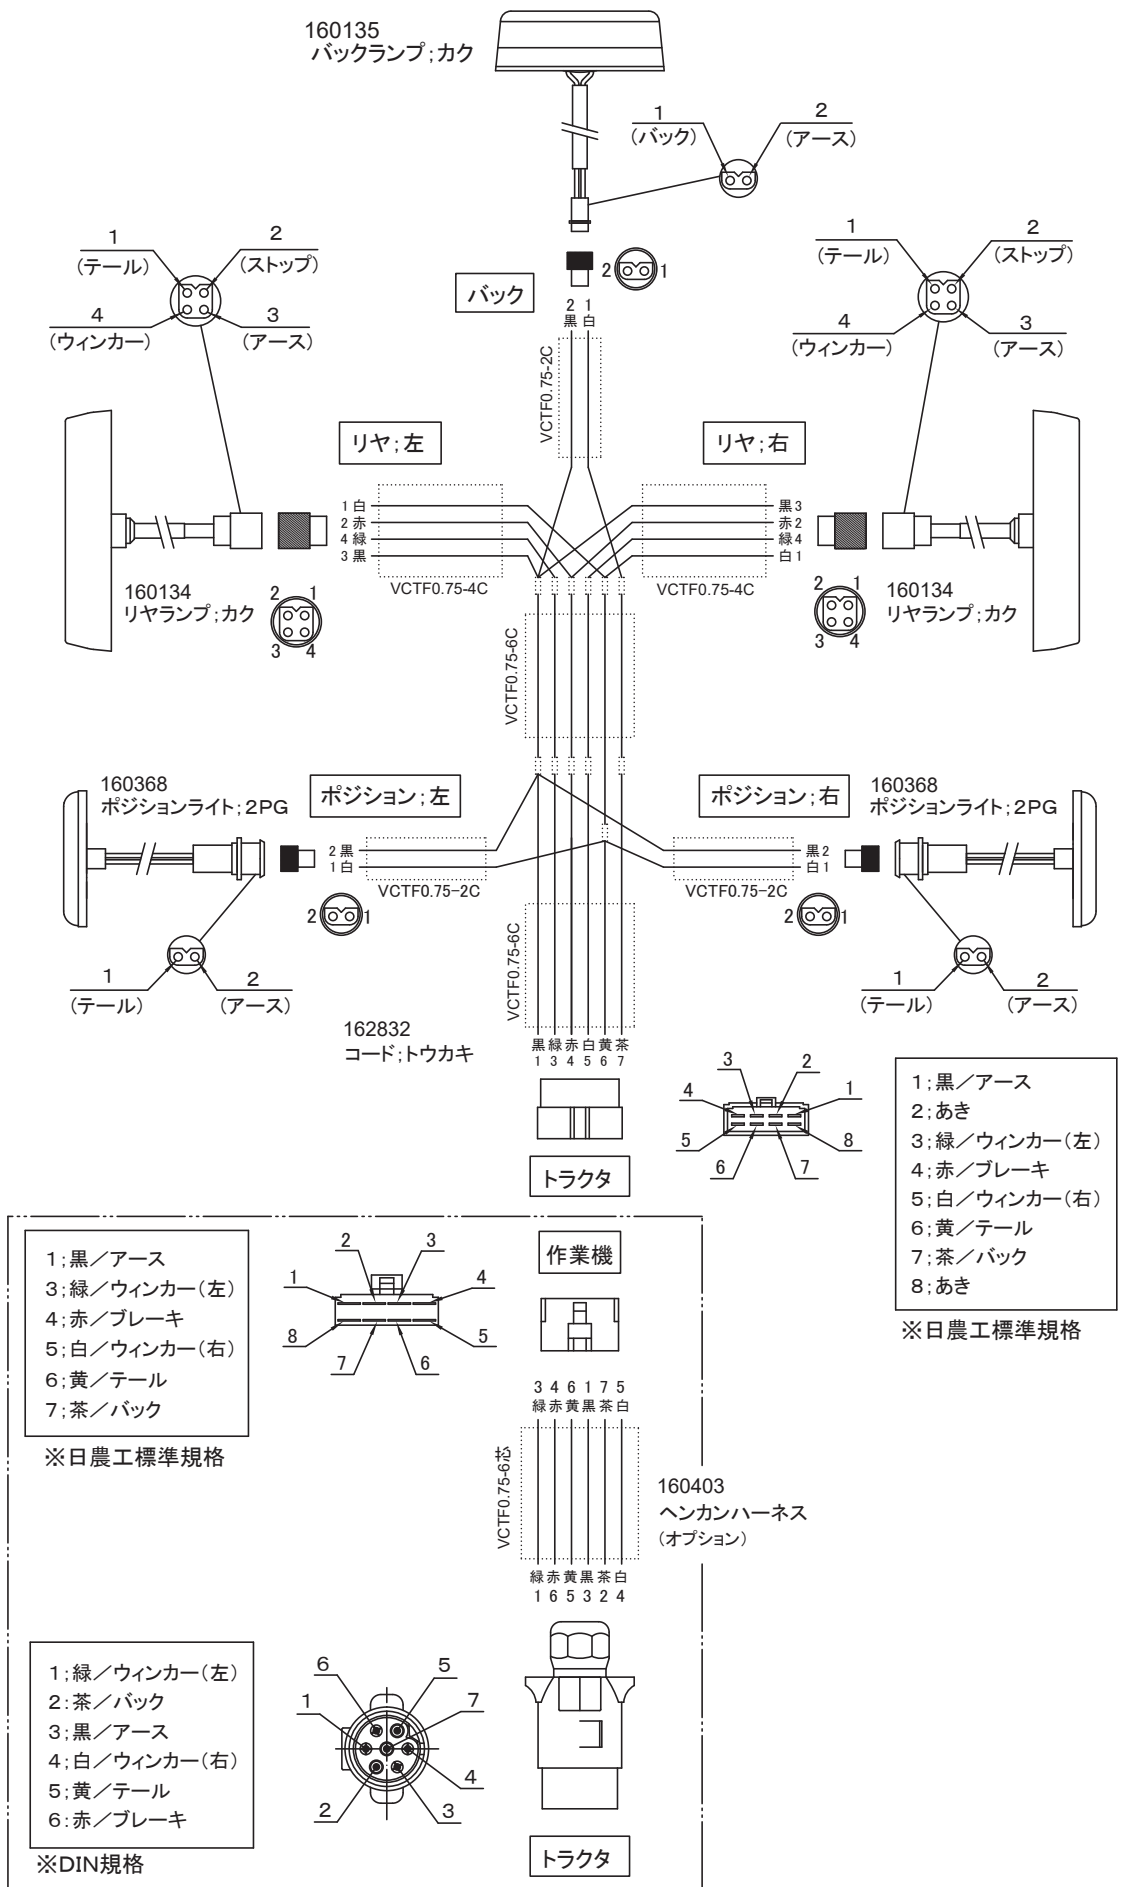 160135
バックランプ;カク
1
(バック)
2
(アース)
1
(テール)
2
(ストップ)
4
(ウィンカー)
3
(アース)
バック
2 1
2 1
黒 白
VCTF0.75-2C
1
(テール)
2
(ストップ)
4
(ウィンカー)
3
(アース)
リヤ;左
リヤ;右
1 白
2 赤
4 緑
3 黒
VCTF0.75-4C
黒 3
赤 2
緑 4
白 1
VCTF0.75-4C
160134
リヤランプ;カク
2 1
3 4
160134
リヤランプ;カク
2 1
3 4
VCTF0.75-6C
160368
ポジションライト;2PG
ポジション;左
ポジション;右
160368
ポジションライト;2PG
2 黒
1 白
VCTF0.75-2C
黒 2
白 1
VCTF0.75-2C
2 1
2 1
1
(テール)
2
(アース)
1
(テール)
2
(アース)
VCTF0.75-6C
162832
コード;トウカキ
黒 緑 赤 白 黄 茶
1 3 4 5 6 7
トラクタ
3 2
4 1
5 8
6 7
1;黒/アース
2;あき
3;緑/ウィンカー(左)
4;赤/ブレーキ
5;白/ウィンカー(右)
6;黄/テール
7;茶/バック
8;あき
※日農工標準規格
1;黒/アース
3;緑/ウィンカー(左)
4;赤/ブレーキ
5;白/ウィンカー(右)
6;黄/テール
7;茶/バック
※日農工標準規格
2 3
1 4
8 5
7 6
作業機
3 4 6 1 7 5
緑 赤 黄 黒 茶 白
VCTF0.75-6芯
160403
ヘンカンハーネス
(オプション)
緑 赤 黄 黒 茶 白
1 6 5 3 2 4
1;緑/ウィンカー(左)
2:茶/バック
3;黒/アース
4;白/ウィンカー(右)
5;黄/テール
6:赤/ブレーキ
※DIN規格
6 5
1 7
4
2 3
トラクタ